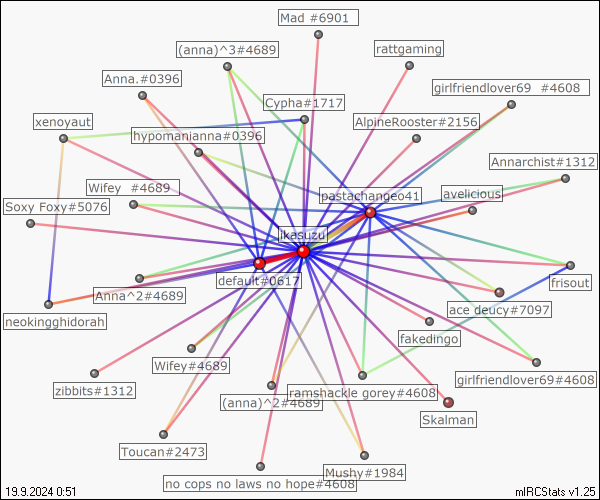 Mad #6901
(anna)^3#4689
rattgaming
Anna.#0396
girlfriendlover69 #4608
Cypha#1717
xenoyaut
AlpineRooster#2156
hypomanianna#0396
Annarchist#1312
Wifey #4689
pastachangeo41
avelicious
Soxy Foxy#5076
ikasuzu
default#0617
frisout
Anna^2#4689
ace deucy#7097
neokingghidorah
fakedingo
Wifey#4689
girlfriendlover69#4608
zibbits#1312
ramshackle gorey#4608
(anna)^2#4689
Skalman
Toucan#2473
Mushy#1984
no cops no laws no hope#4608
19.9.2024 0:51
mIRCStats v1.25